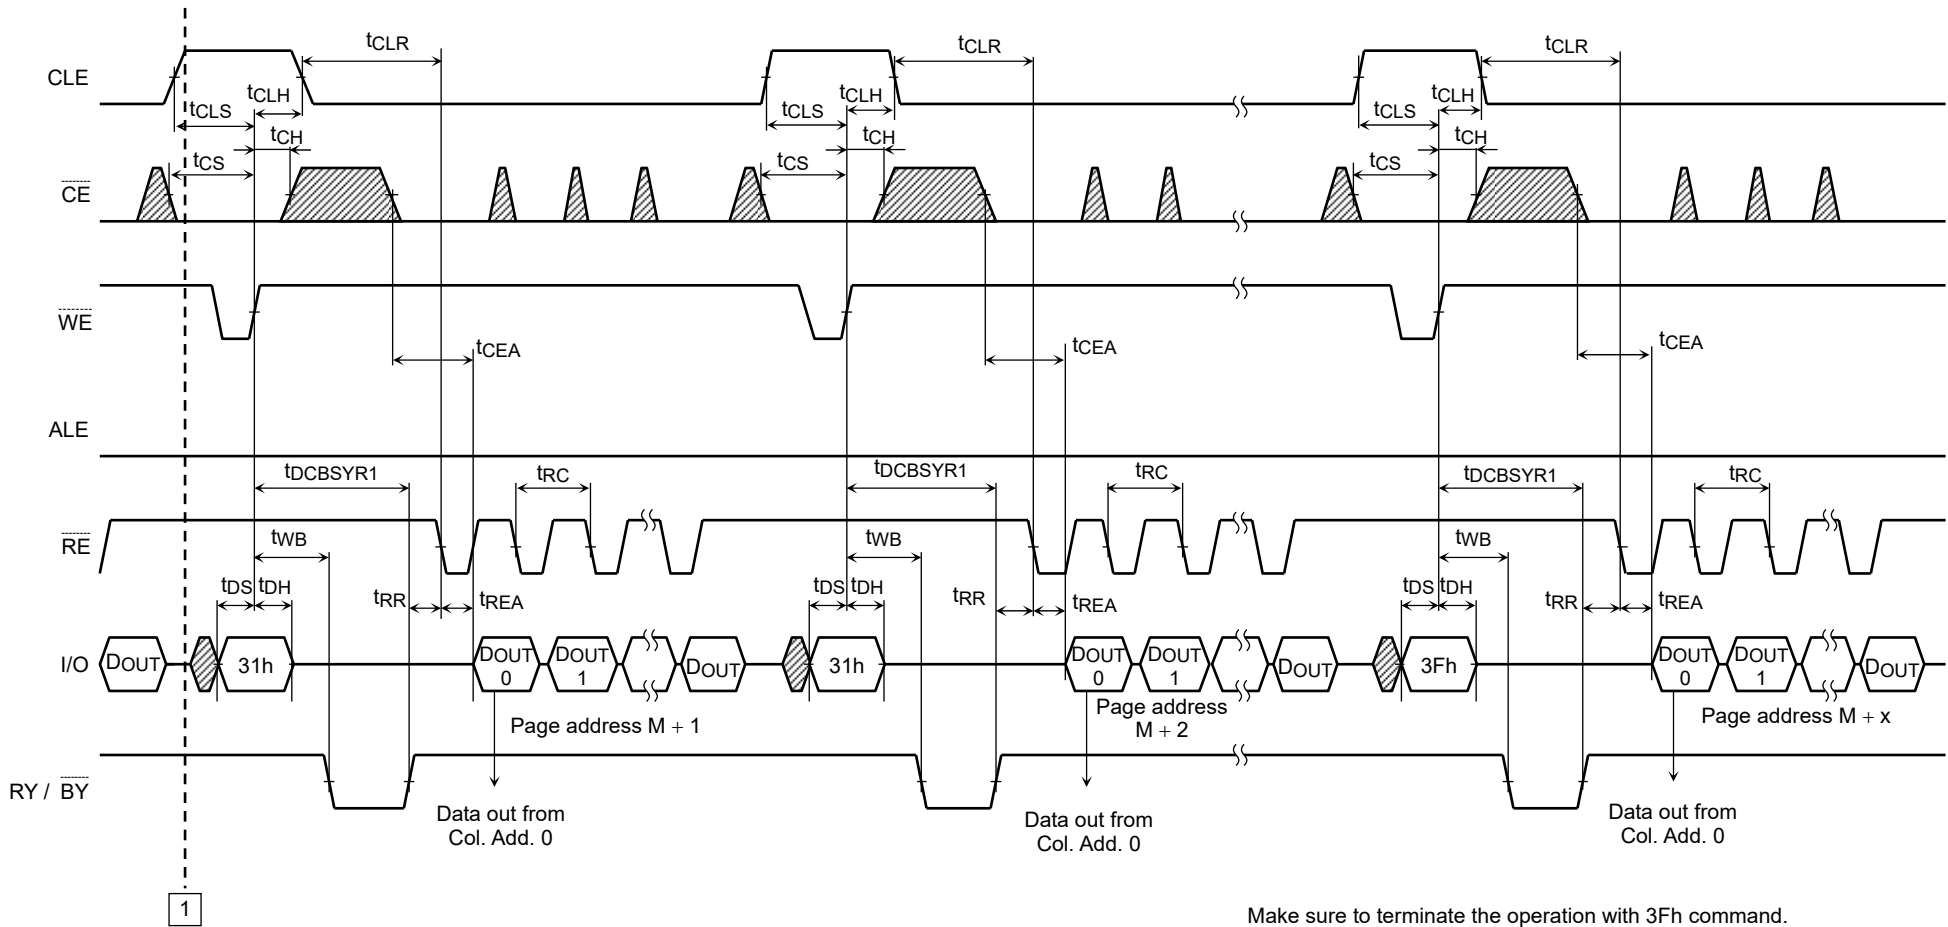 tCLR tCLR tCLR
CLE
tCLH tCLH tCLH
tCLS tCLS tCLS
tCH tCH tCH
tCS tCS tCS
CE
WE
tCEA tCEA tCEA
ALE
tDCBSYR1 tRC tDCBSYR1 tRC tDCBSYR1 tRC
RE
tWB tWB tWB
tDS tDH tDS tDH tDS tDH
tRR tREA tRR tREA tRR tREA
I/O DOUT 31h DOUT 0 DOUT 1 DOUT 31h DOUT 0 DOUT 1 DOUT 3Fh DOUT 0 DOUT 1 DOUT
Page address M + 1
Page address
M + 2
Page address M + x
RY / BY
Data out from
Col. Add. 0
Data out from
Col. Add. 0
Data out from
Col. Add. 0
1
Make sure to terminate the operation with 3Fh command.